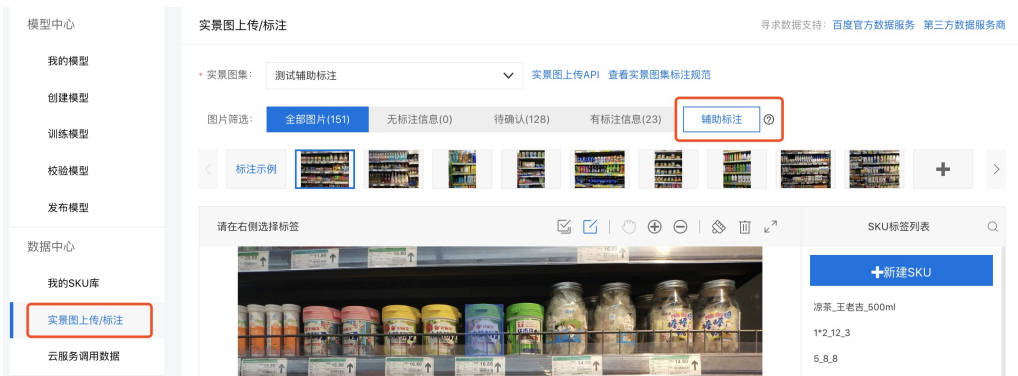 模型中心
我的模型
创建模型
训练模型
校验模型
发布模型
数据中心
我的SKU库
实景图上传/标注
云服务调用数据
实景图上传/标注
寻求数据支持： 百度官方数据服务 第三方数据服务商
* 实景图集： 测试辅助标注 实景图上传API 查看实景图集标注规范
图片筛选： 全部图片(151) 无标注信息(0) 待确认(128) 有标注信息(23) 辅助标注
标注示例
请在右侧选择标签
SKU标签列表
新建SKU
凉茶_王老吉_500ml
1*2_12_3
5_8_8